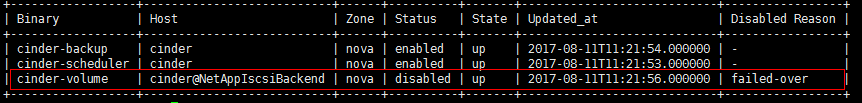 Binary | Host | Zone | Status | State | Updated_at | Disabled Reason
cinder-backup | cinder | nova | enabled | up | 2017-08-11T11:21:54.000000 | -
cinder-scheduler | cinder | nova | enabled | up | 2017-08-11T11:21:53.000000 | -
cinder-volume | cinder@NetAppIscsiBackend | nova | disabled | up | 2017-08-11T11:21:56.000000 | failed-over